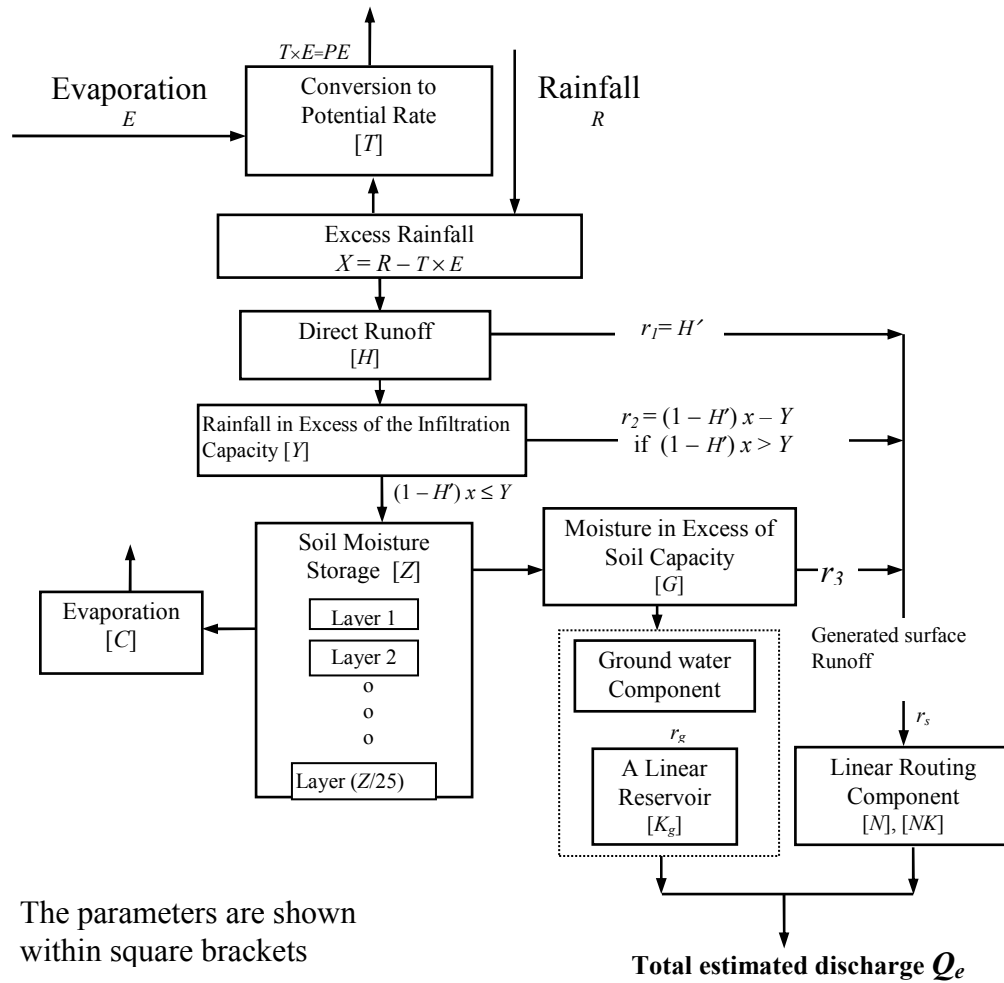 T×E=PE
Evaporation
E
Conversion to
Potential Rate
[T]
Rainfall
R
Excess Rainfall
X = R – T × E
Direct Runoff
[H]
r1= H′
Rainfall in Excess of the Infiltration
Capacity [Y]
r2 = (1 – H′) x – Y
if (1 – H′) x > Y
(1 – H′) x ≤ Y
Soil Moisture
Storage [Z]
Layer 1
Layer 2
o
o
o
Layer (Z/25)
Evaporation
[C]
Moisture in Excess of
Soil Capacity
[G]
r3
Generated surface
Runoff
Ground water
Component
rg
A Linear
Reservoir
[Kg]
rs
Linear Routing
Component
[N], [NK]
The parameters are shown
within square brackets
Total estimated discharge Qe